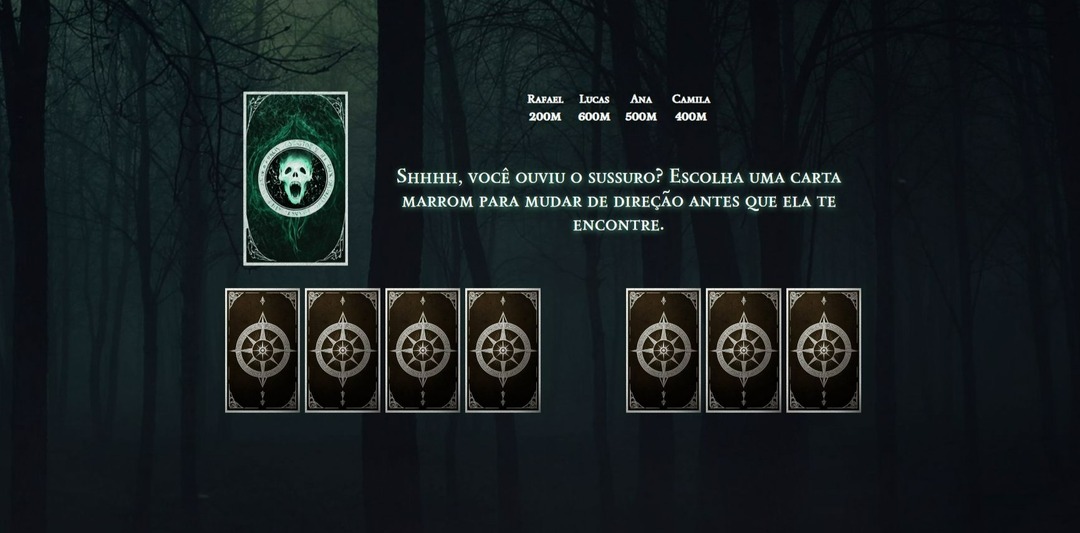 Rafael Lucas Ana Camila
200M 600M 500M 400M
Shhhh, você ouviu o sussuro? Escolha uma carta
marrom para mudar de direção antes que ela te
encontre.